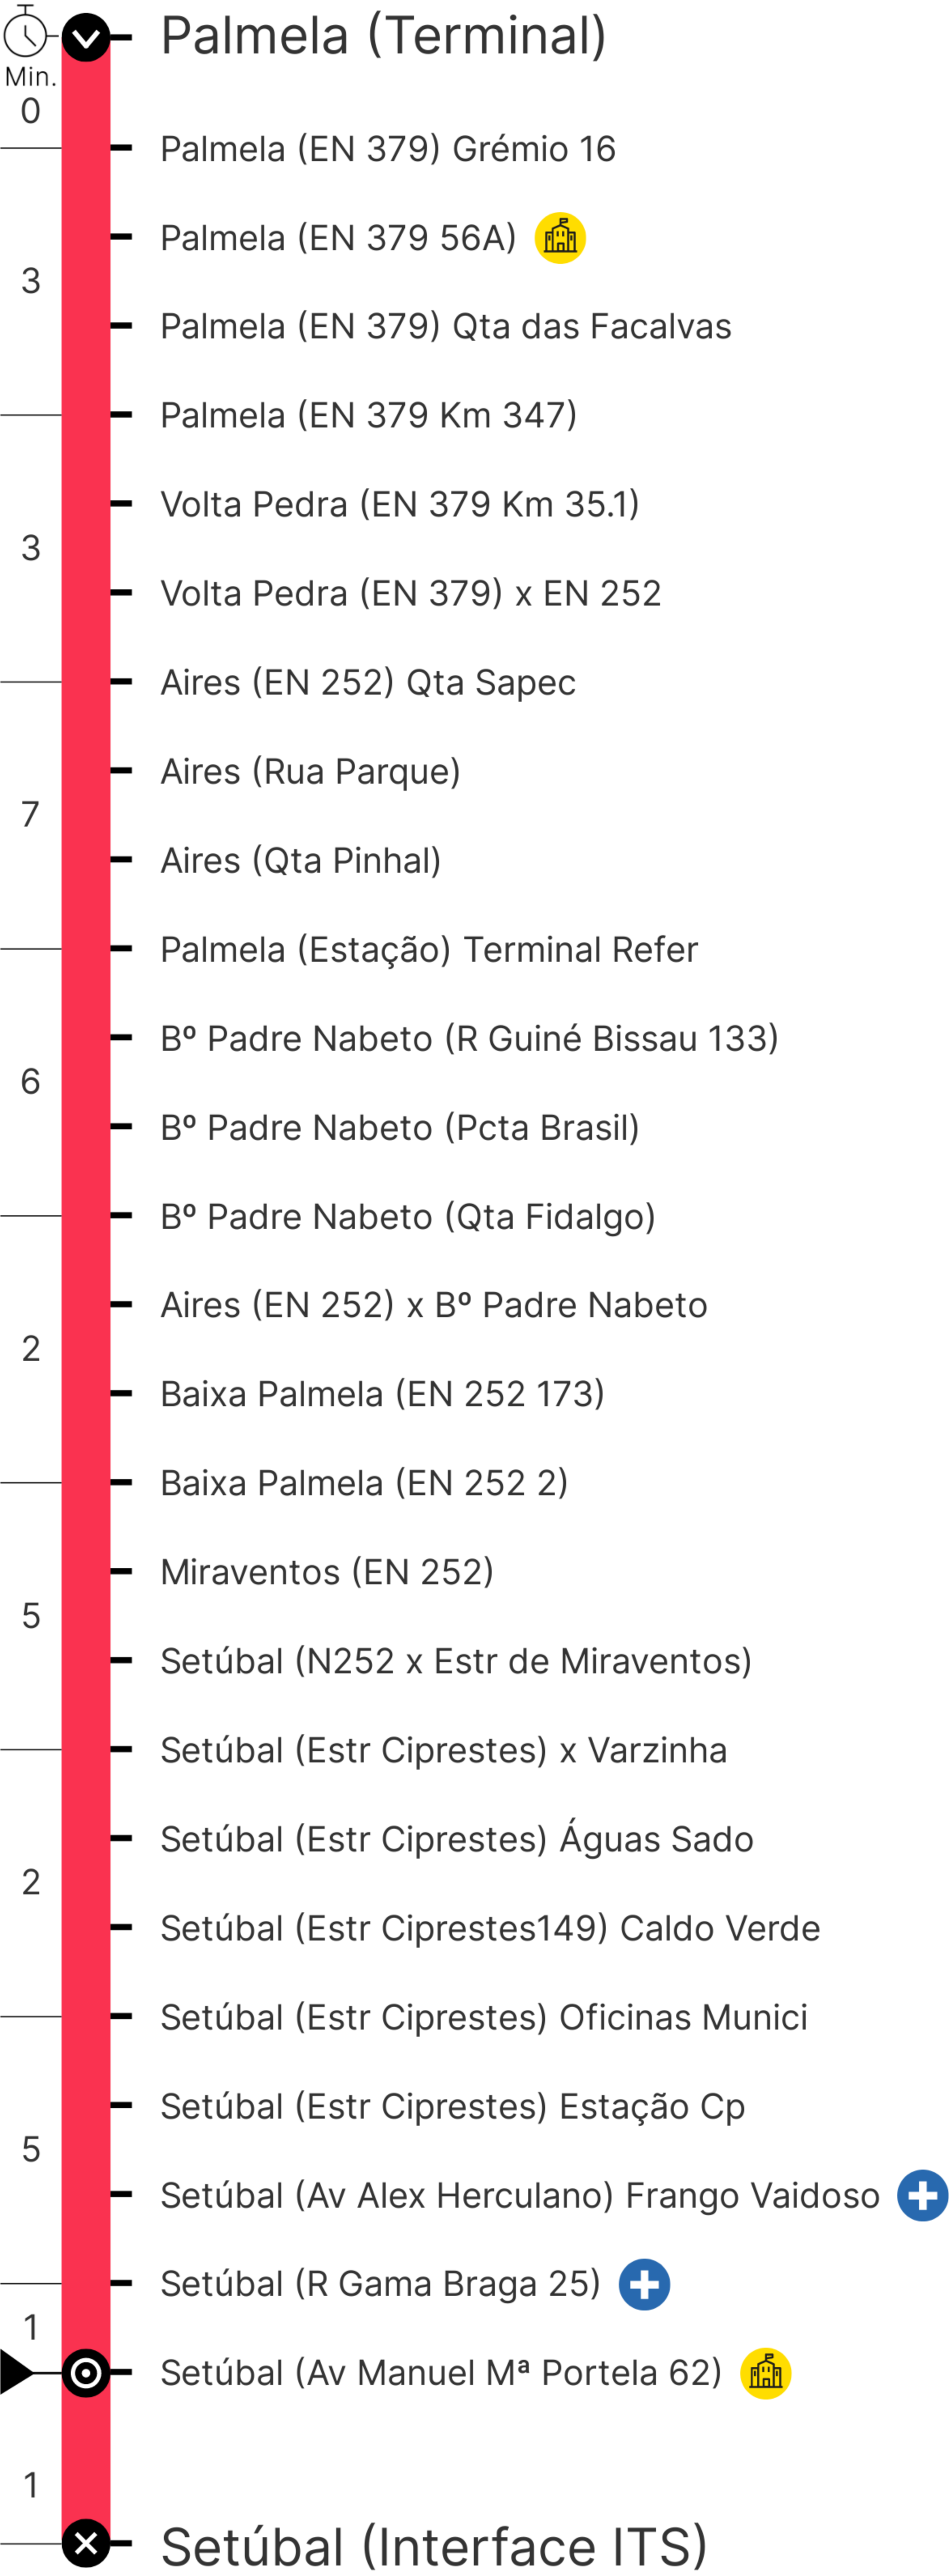 Palmela (Terminal)
Min.
0
Palmela (EN 379) Grémio 16
Palmela (EN 379 56A)
3
Palmela (EN 379) Qta das Facalvas
Palmela (EN 379 Km 347)
Volta Pedra (EN 379 Km 35.1)
3
Volta Pedra (EN 379) x EN 252
Aires (EN 252) Qta Sapec
Aires (Rua Parque)
7
Aires (Qta Pinhal)
Palmela (Estação) Terminal Refer
Bº Padre Nabeto (R Guiné Bissau 133)
6
Bº Padre Nabeto (Pcta Brasil)
Bº Padre Nabeto (Qta Fidalgo)
Aires (EN 252) x Bº Padre Nabeto
2
Baixa Palmela (EN 252 173)
Baixa Palmela (EN 252 2)
Miraventos (EN 252)
5
Setúbal (N252 x Estr de Miraventos)
Setúbal (Estr Ciprestes) x Varzinha
Setúbal (Estr Ciprestes) Águas Sado
2
Setúbal (Estr Ciprestes149) Caldo Verde
Setúbal (Estr Ciprestes) Oficinas Munici
Setúbal (Estr Ciprestes) Estação Cp
5
Setúbal (Av Alex Herculano) Frango Vaidoso
Setúbal (R Gama Braga 25)
1
Setúbal (Av Manuel Mª Portela 62)
1
Setúbal (Interface ITS)